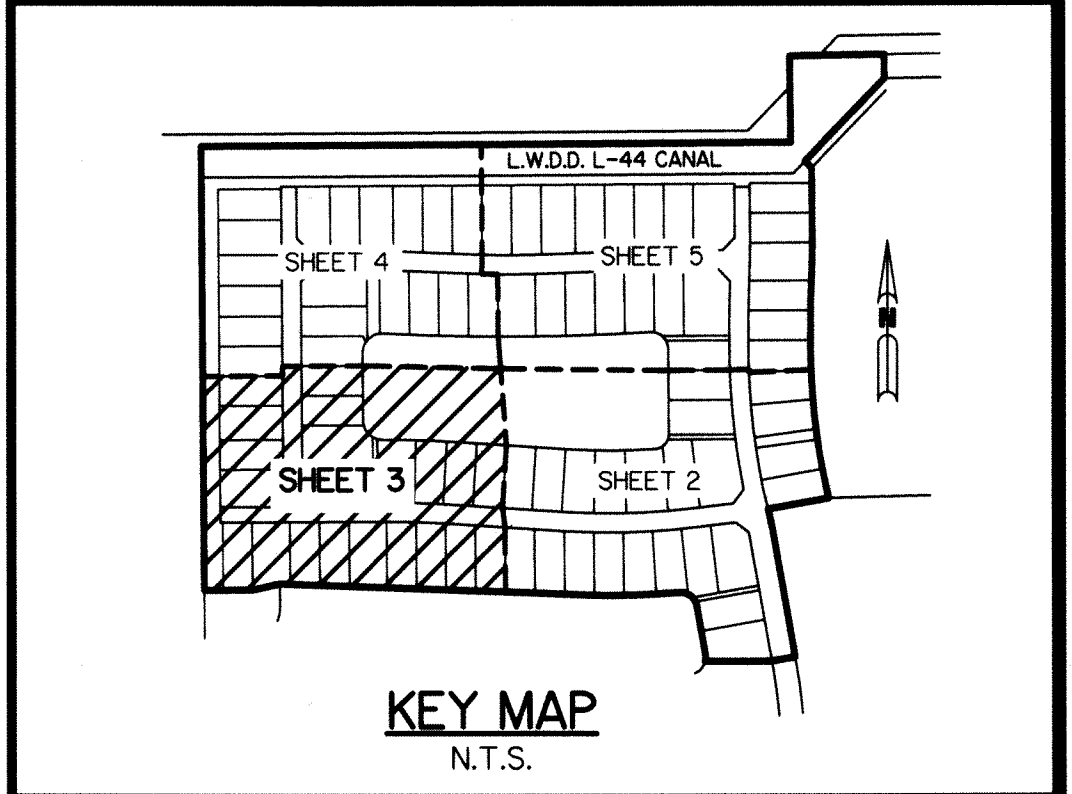 L.W.D.D. L-44 CANAL
SHEET 4
SHEET 5
N
SHEET 3
SHEET 2
KEY MAP
N.T.S.